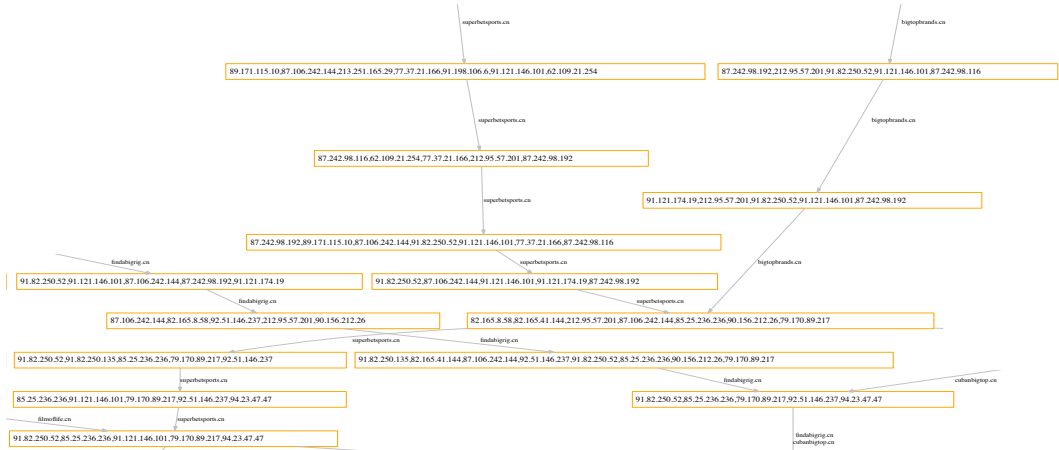 superbetsports.cn
bigtopbrands.cn
89.171.115.10,87.106.242.144,213.251.165.29,77.37.21.166,91.198.106.6,91.121.146.101,62.109.21.254
87.242.98.192,212.95.57.201,91.82.250.52,91.121.146.101,87.242.98.116
superbetsports.cn
bigtopbrands.cn
87.242.98.116,62.109.21.254,77.37.21.166,212.95.57.201,87.242.98.192
superbetsports.cn
91.121.174.19,212.95.57.201,91.82.250.52,91.121.146.101,87.242.98.192
87.242.98.192,89.171.115.10,87.106.242.144,91.82.250.52,91.121.146.101,77.37.21.166,87.242.98.116
findabigrig.cn
superbetsports.cn
bigtopbrands.cn
91.82.250.52,91.121.146.101,87.106.242.144,87.242.98.192,91.121.174.19
91.82.250.52,87.106.242.144,91.121.146.101,91.121.174.19,87.242.98.192
findabigrig.cn
superbetsports.cn
87.106.242.144,82.165.8.58,92.51.146.237,212.95.57.201,90.156.212.26
82.165.8.58,82.165.41.144,212.95.57.201,87.106.242.144,85.25.236.236,90.156.212.26,79.170.89.217
superbetsports.cn
findabigrig.cn
91.82.250.52,91.82.250.135,85.25.236.236,79.170.89.217,92.51.146.237
91.82.250.135,82.165.41.144,87.106.242.144,92.51.146.237,91.82.250.52,85.25.236.236,90.156.212.26,79.170.89.217
superbetsports.cn
findabigrig.cn
cubanbigtop.cn
85.25.236.236,91.121.146.101,79.170.89.217,92.51.146.237,94.23.47.47
91.82.250.52,85.25.236.236,79.170.89.217,92.51.146.237,94.23.47.47
filmoflife.cn
superbetsports.cn
91.82.250.52,85.25.236.236,91.121.146.101,79.170.89.217,94.23.47.47
findabigrig.cn
cubanbigtop.cn